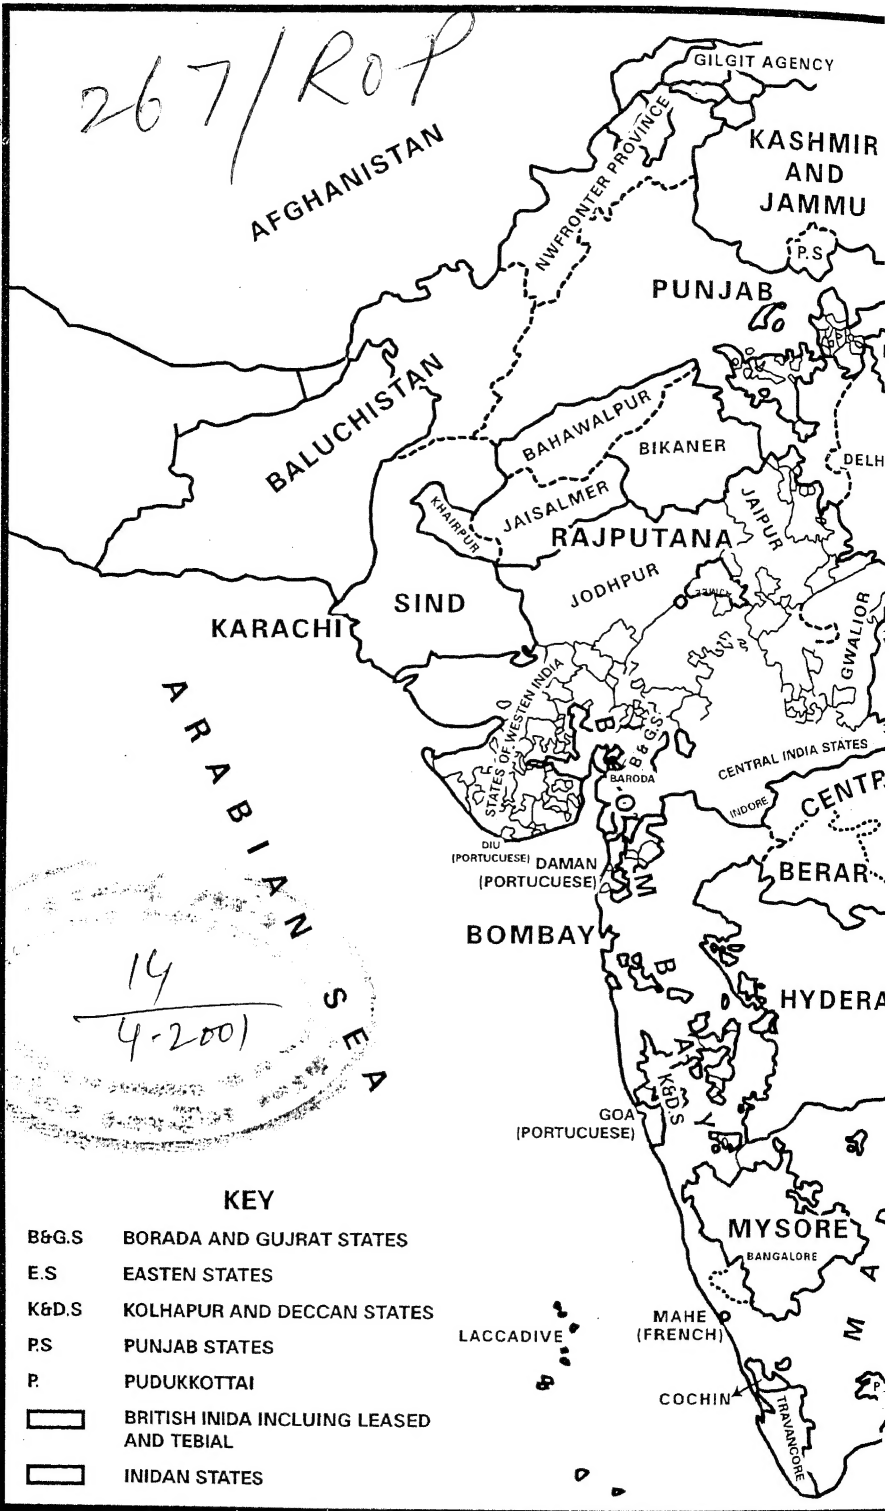 267/ROP
GILGIT AGENCY
AFGHANISTAN
NWFRONTER PROVINCE
KASHMIR
AND
JAMMU
P.S
PUNJAB
BALUCHISTAN
BAHAWALPUR
BIKANER
DELH
KHAIRPUR
JAISALMER
JAIPUR
RAJPUTANA
JODHPUR
SIND
KARACHI
GWALIOR
STATES OF WESTEN INDIA
B&G.S
BARODA
CENTRAL INDIA STATES
INDORE
CENTR
BERAR
DIU
(PORTUCUESE)
DAMAN
(PORTUCUESE)
BOMBAY
B
M
B
A
Y
ARABIAN SEA
14
4-2001
HYDERA
K&D.S
GOA
(PORTUCUESE)
MYSORE
BANGALORE
M
A
MAHE
(FRENCH)
LACCADIVE
COCHIN
TRAVANCORE
P
KEY
B&G.S BORADA AND GUJRAT STATES
E.S EASTEN STATES
K&D.S KOLHAPUR AND DECCAN STATES
P.S PUNJAB STATES
P. PUDUKKOTTAI
BRITISH INIDA INCLUING LEASED
AND TEBIAL
INIDAN STATES